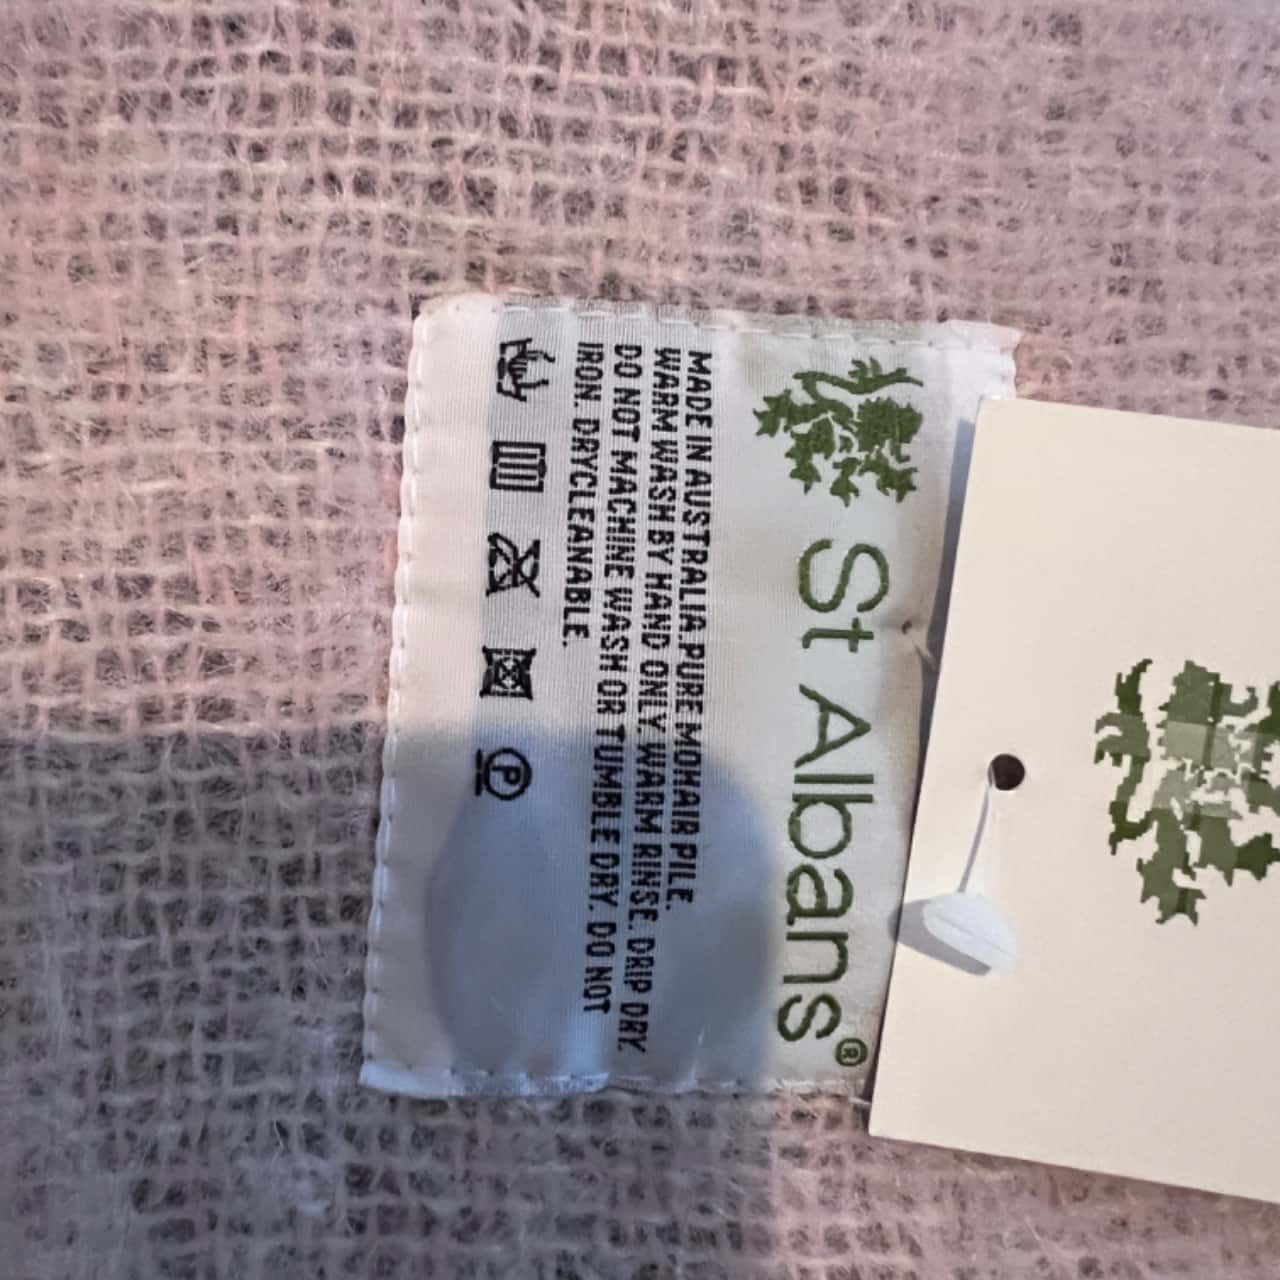 St Albans®
MADE IN AUSTRALIA.PURE MOHAIR PILE.
WARM WASH BY HAND ONLY. WARM RINSE. DRIP DRY.
DO NOT MACHINE WASH OR TUMBLE DRY. DO NOT
IRON. DRYCLEANABLE.
P